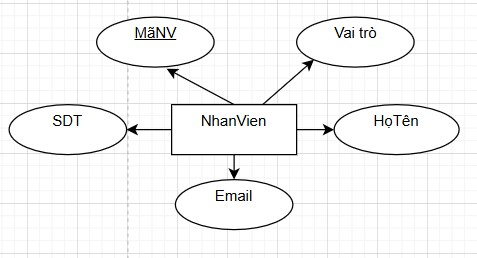 MãNV
Vai trò
SDT
NhanVien
HọTên
Email